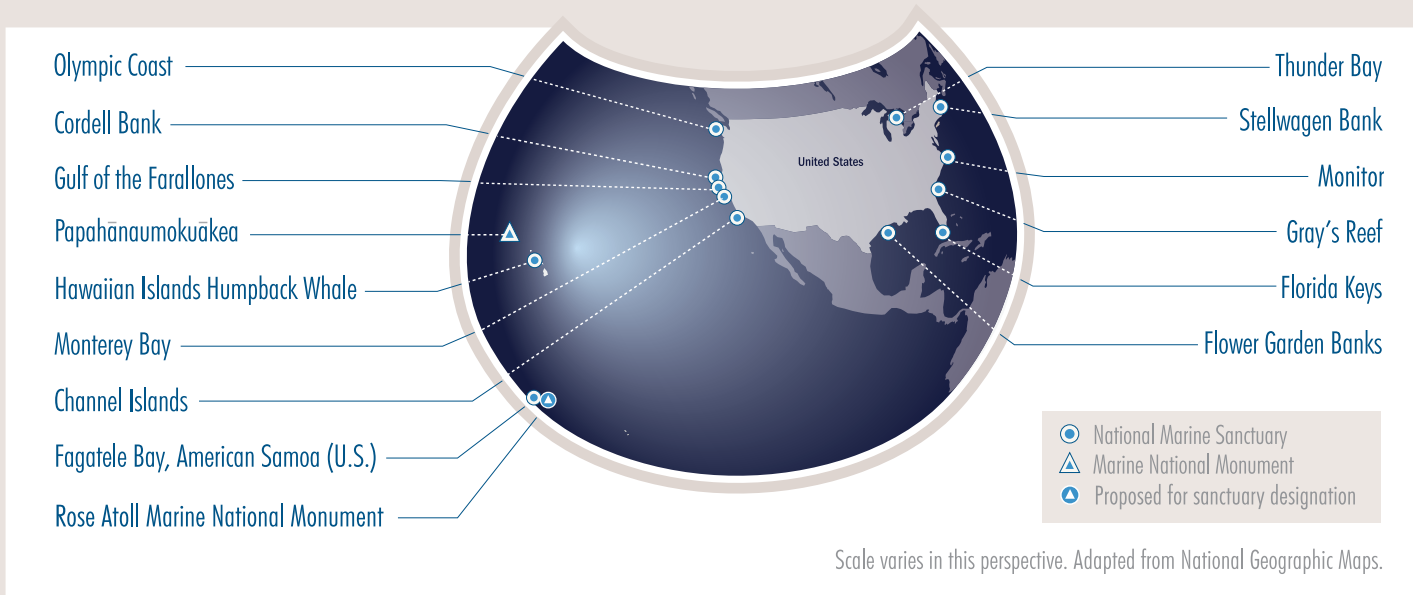 Olympic Coast
Cordell Bank
Gulf of the Farallones
Papahānaumokuākea
Hawaiian Islands Humpback Whale
Monterey Bay
Channel Islands
Fagatele Bay, American Samoa (U.S.)
Rose Atoll Marine National Monument
United States
Thunder Bay
Stellwagen Bank
Monitor
Gray's Reef
Florida Keys
Flower Garden Banks
National Marine Sanctuary
Marine National Monument
Proposed for sanctuary designation
Scale varies in this perspective. Adapted from National Geographic Maps.